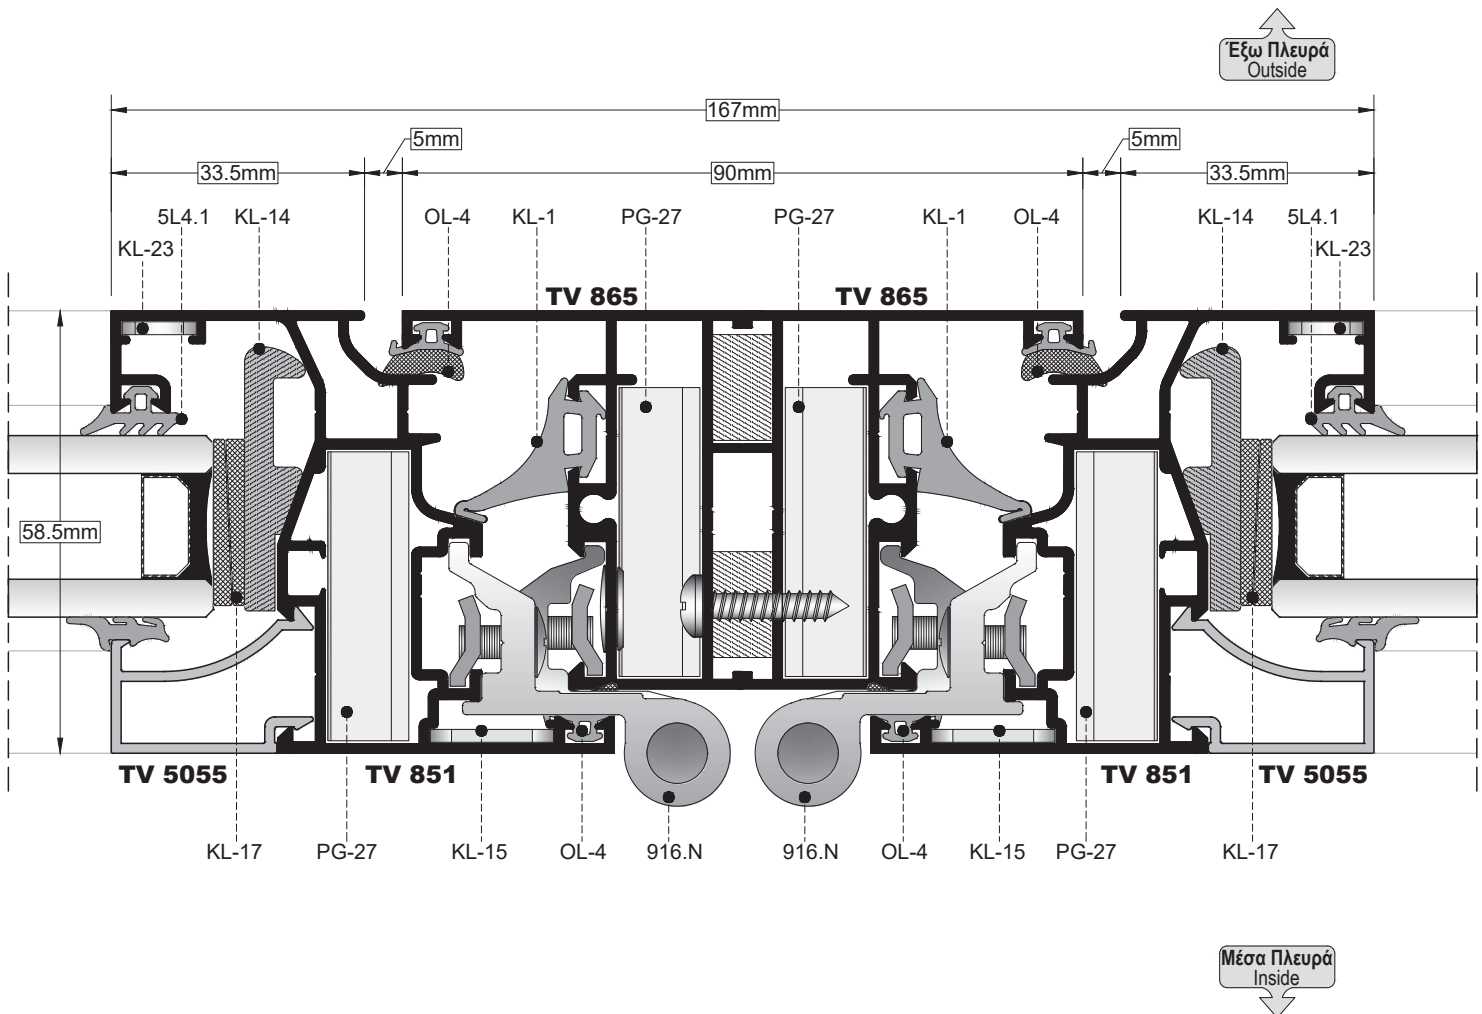 Έξω Πλευρά
Outside
167mm
5mm 5mm
33.5mm 90mm 33.5mm
5L4.1 KL-14 OL-4 KL-1 PG-27 PG-27 KL-1 OL-4 KL-14 5L4.1
KL-23 KL-23
TV 865 TV 865
58.5mm
TV 5055 TV 851 TV 851 TV 5055
KL-17 PG-27 KL-15 OL-4 916.N 916.N OL-4 KL-15 PG-27 KL-17
Μέσα Πλευρά
Inside